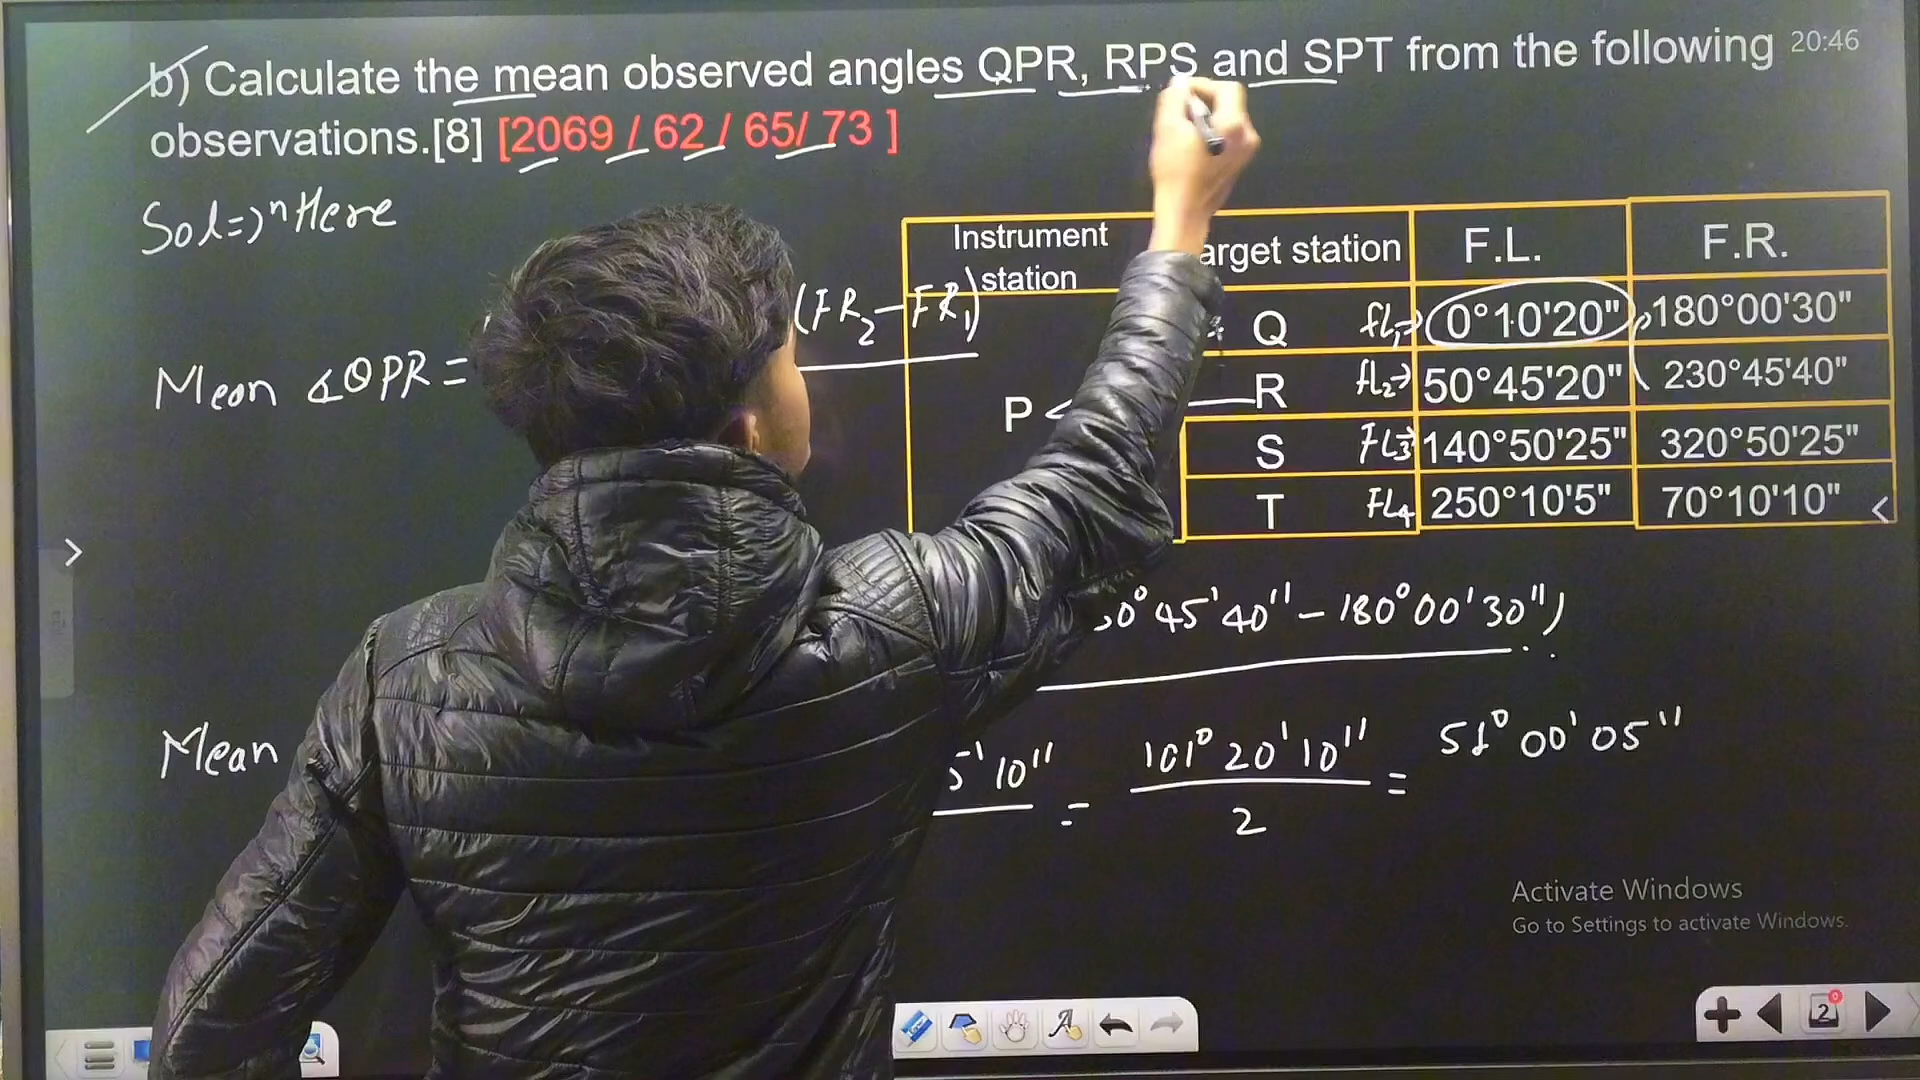 b) Calculate the mean observed angles QPR, RPS and SPT from the following
20:46
observations.[8] [2069 / 62 / 65/ 73 ]
Sol=>ⁿ Here
Instrument station
arget station
F.L.
F.R.
Q fL₁→ 0°10'20" 180°00'30"
R fL₂→ 50°45'20" 230°45'40"
P
S FL3→ 140°50'25" 320°50'25"
T FL4 250°10'5" 70°10'10"
(FR₂-FR₁)
Mean ∡QPR =
0°45'40" - 180°00'30")
Mean
5'10" = 101°20'10" / 2 = 51°00'05"
Activate Windows
Go to Settings to activate Windows.
2